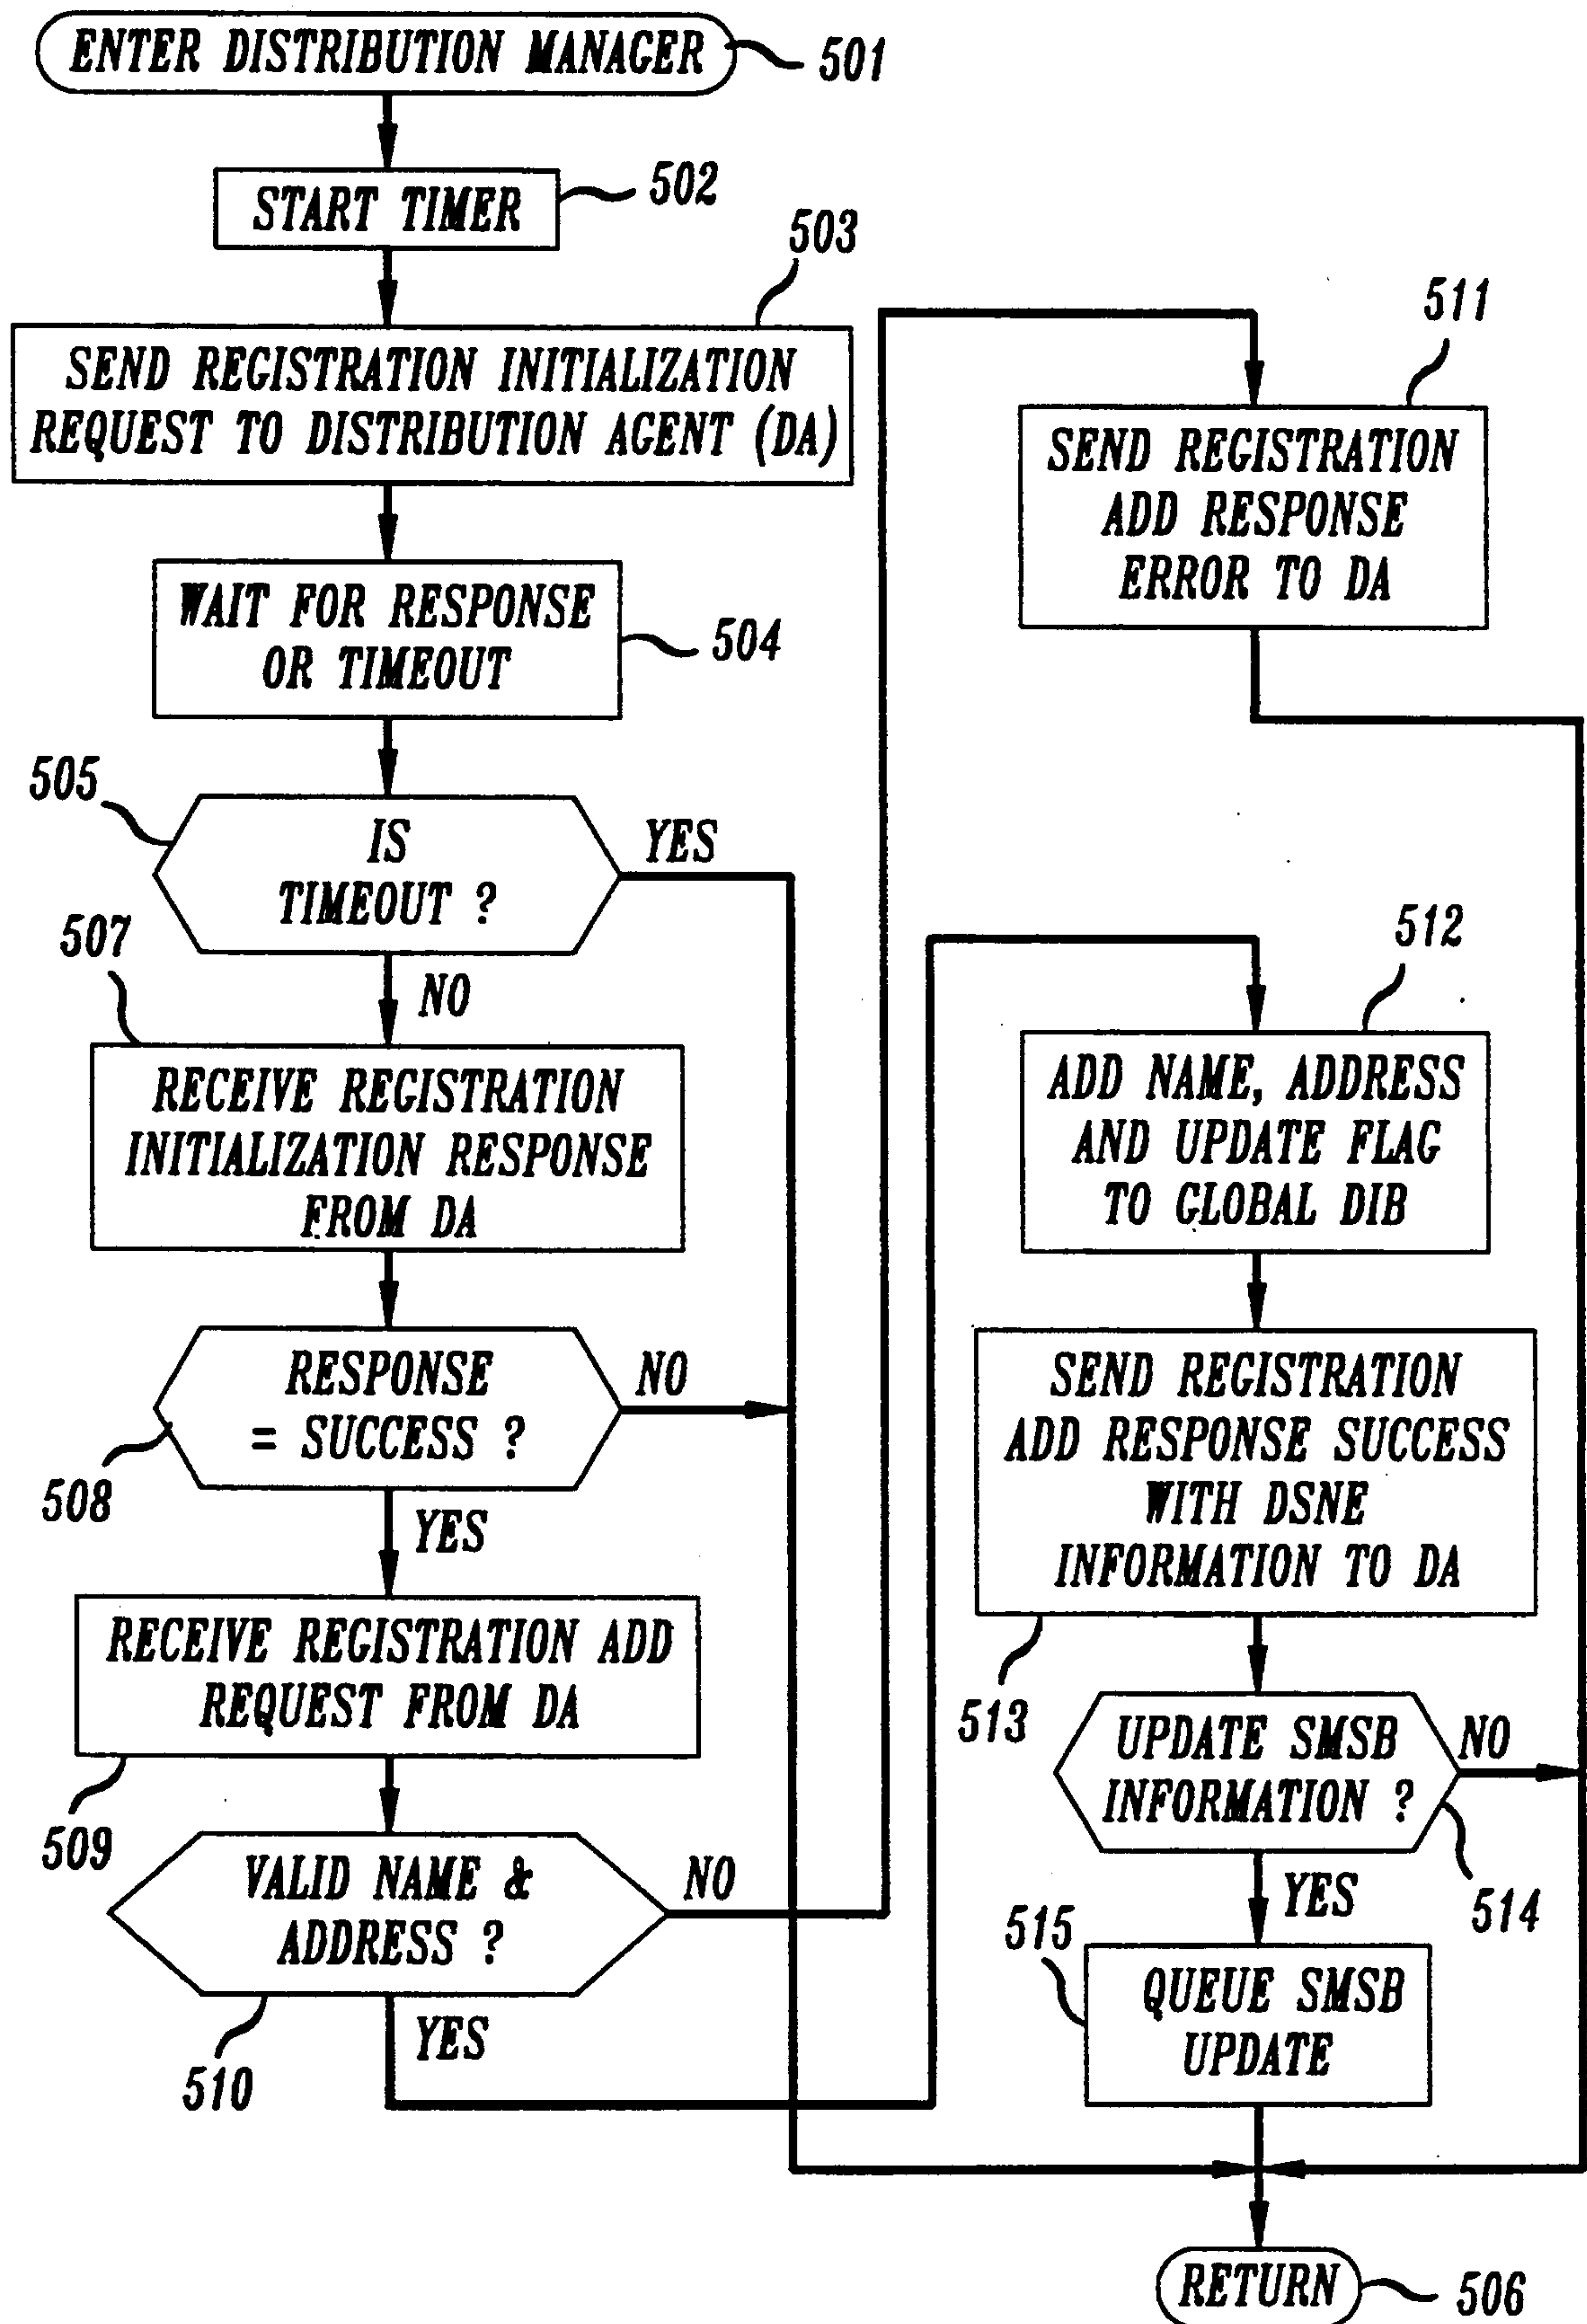 ENTER DISTRIBUTION MANAGER
501
START TIMER
502
503
SEND REGISTRATION INITIALIZATION
REQUEST TO DISTRIBUTION AGENT (DA)
WAIT FOR RESPONSE
OR TIMEOUT
504
505
IS
TIMEOUT ?
YES
NO
507
RECEIVE REGISTRATION
INITIALIZATION RESPONSE
FROM DA
RESPONSE
= SUCCESS ?
NO
508
YES
RECEIVE REGISTRATION ADD
REQUEST FROM DA
509
VALID NAME &
ADDRESS ?
NO
510
YES
511
SEND REGISTRATION
ADD RESPONSE
ERROR TO DA
512
ADD NAME, ADDRESS
AND UPDATE FLAG
TO GLOBAL DIB
SEND REGISTRATION
ADD RESPONSE SUCCESS
WITH DSNE
INFORMATION TO DA
513
UPDATE SMSB
INFORMATION ?
NO
514
YES
515
QUEUE SMSB
UPDATE
RETURN
506